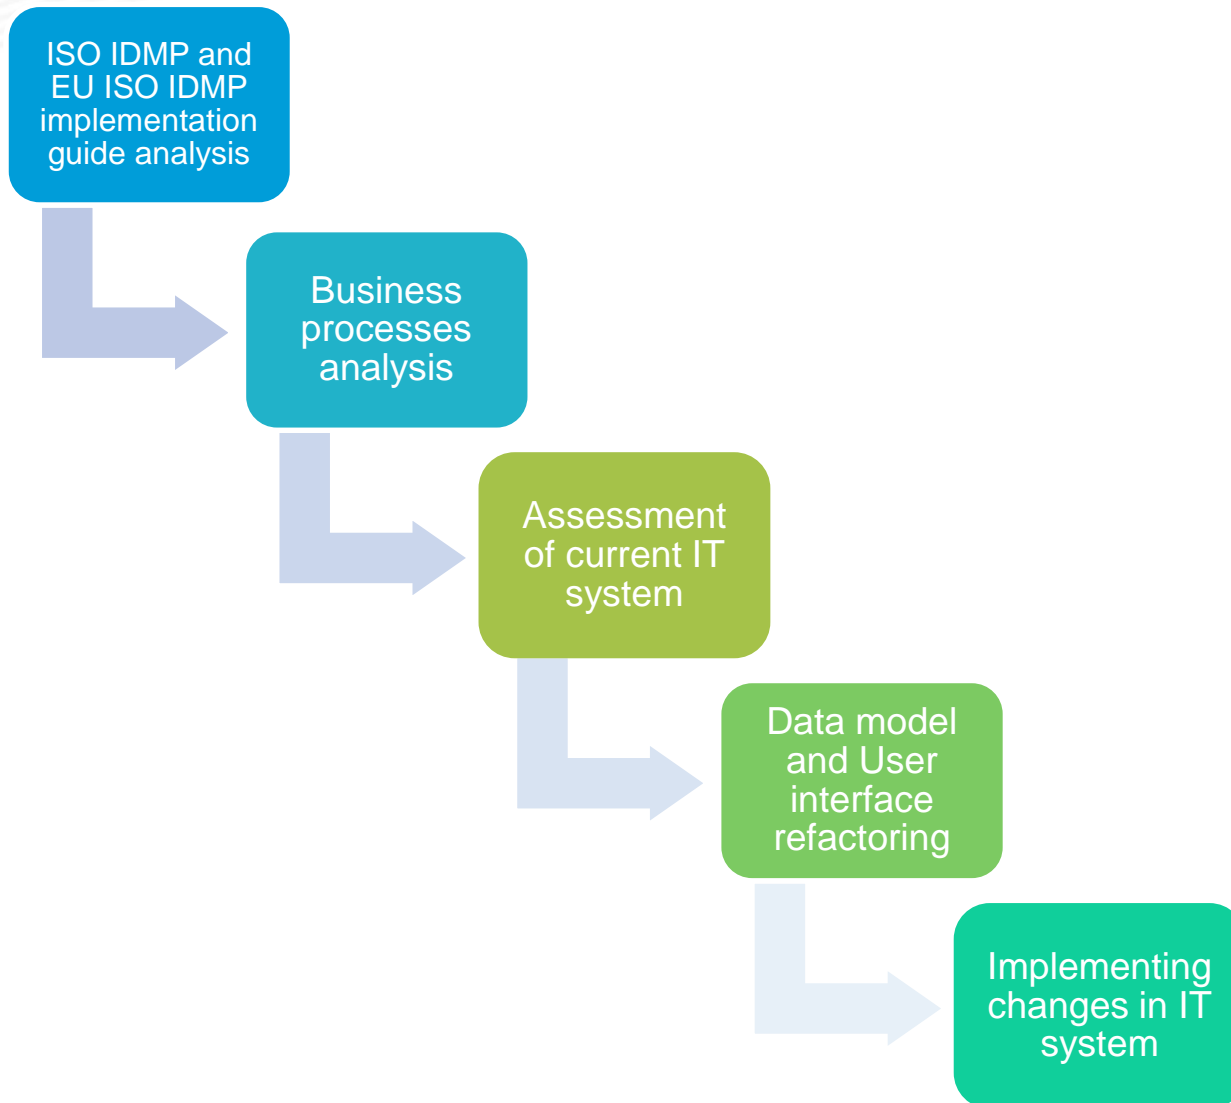 ISO IDMP and
EU ISO IDMP
implementation
guide analysis
Business
processes
analysis
Assessment
of current IT
system
Data model
and User
interface
refactoring
Implementing
changes in IT
system